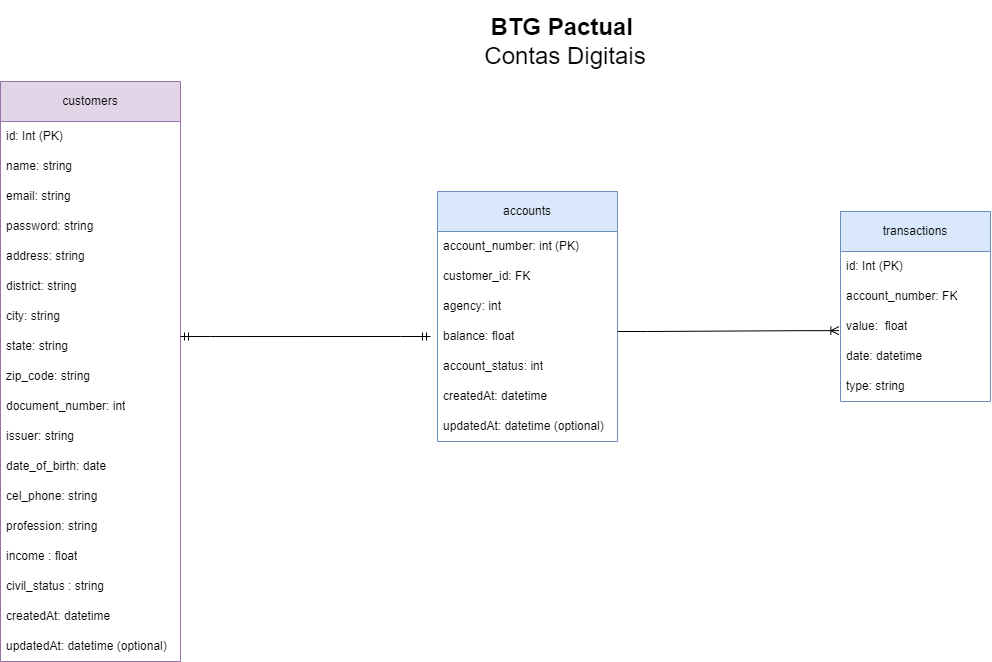 BTG Pactual
Contas Digitais
customers
id: Int (PK)
name: string
email: string
password: string
address: string
district: string
city: string
state: string
zip_code: string
document_number: int
issuer: string
date_of_birth: date
cel_phone: string
profession: string
income : float
civil_status : string
createdAt: datetime
updatedAt: datetime (optional)
accounts
account_number: int (PK)
customer_id: FK
agency: int
balance: float
account_status: int
createdAt: datetime
updatedAt: datetime (optional)
transactions
id: Int (PK)
account_number: FK
value:  float
date: datetime
type: string